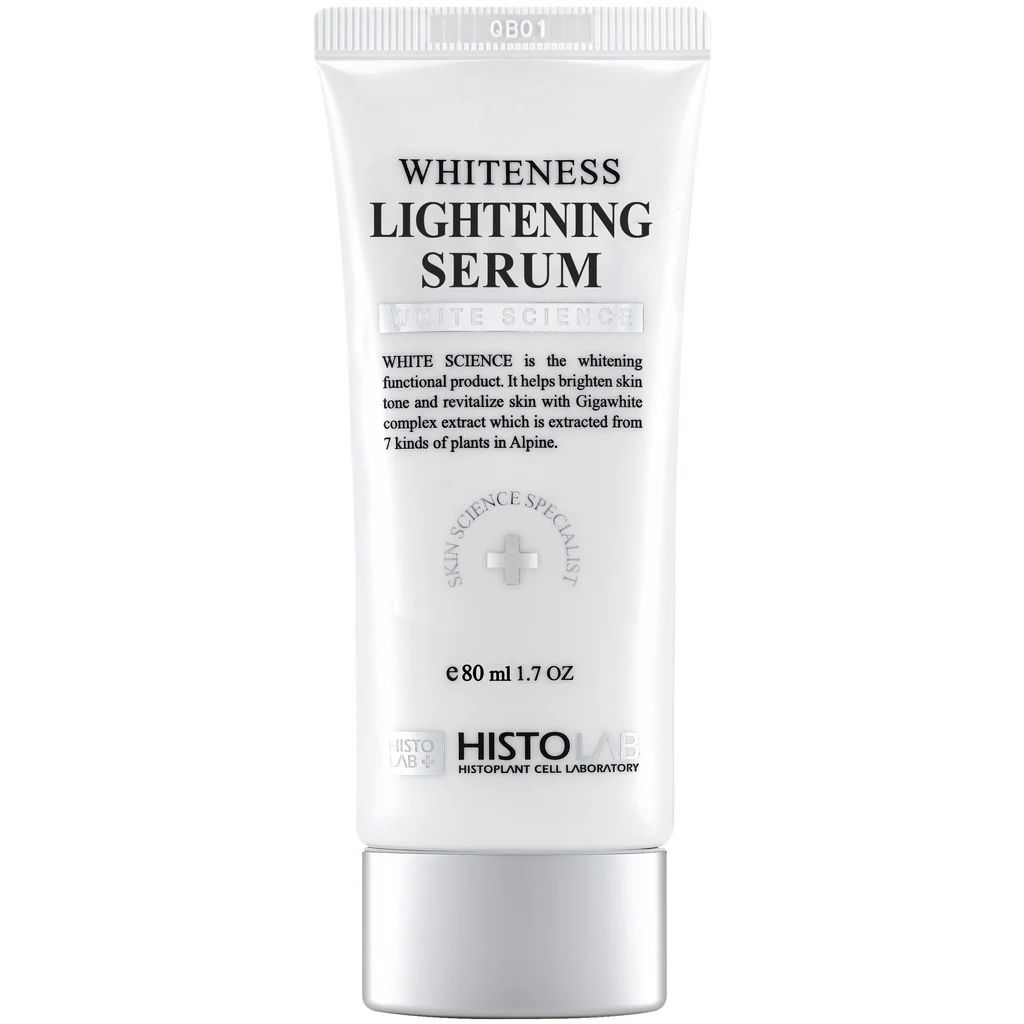 QB01
WHITENESS
LIGHTENING
SERUM
WHITE SCIENCE
WHITE SCIENCE is the whitening
functional product. It helps brighten skin
tone and revitalize skin with Gigawhite
complex extract which is extracted from
7 kinds of plants in Alpine.
SKIN SCIENCE SPECIALIST
e80 ml 1.7 OZ
HISTO
LAB +
HISTOLAB
HISTOPLANT CELL LABORATORY